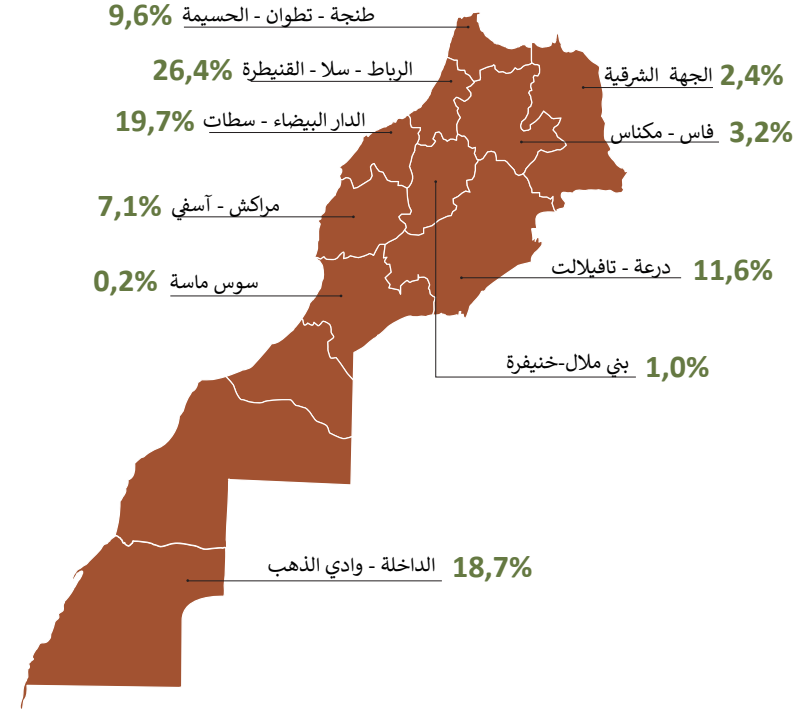 طنجة - تطوان - الحسيمة 9,6%
الرباط - سلا - القنيطرة 26,4%
الجهة الشرقية 2,4%
الدار البيضاء - سطات 19,7%
فاس - مكناس 3,2%
مراكش - آسفي 7,1%
درعة - تافيلالت 11,6%
سوس ماسة 0,2%
بني ملال-خنيفرة 1,0%
الداخلة - وادي الذهب 18,7%